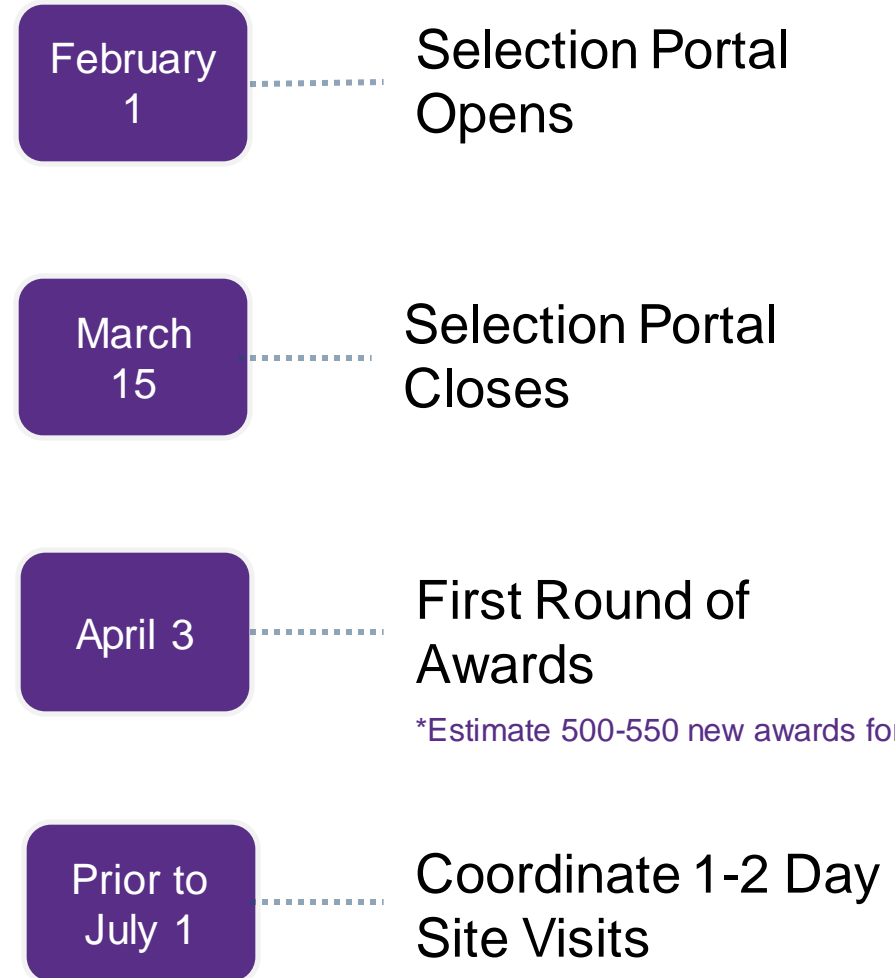 February
1
Selection Portal
Opens
March
15
Selection Portal
Closes
April 3
First Round of
Awards
*Estimate 500-550 new awards for
Prior to
July 1
Coordinate 1-2 Day
Site Visits